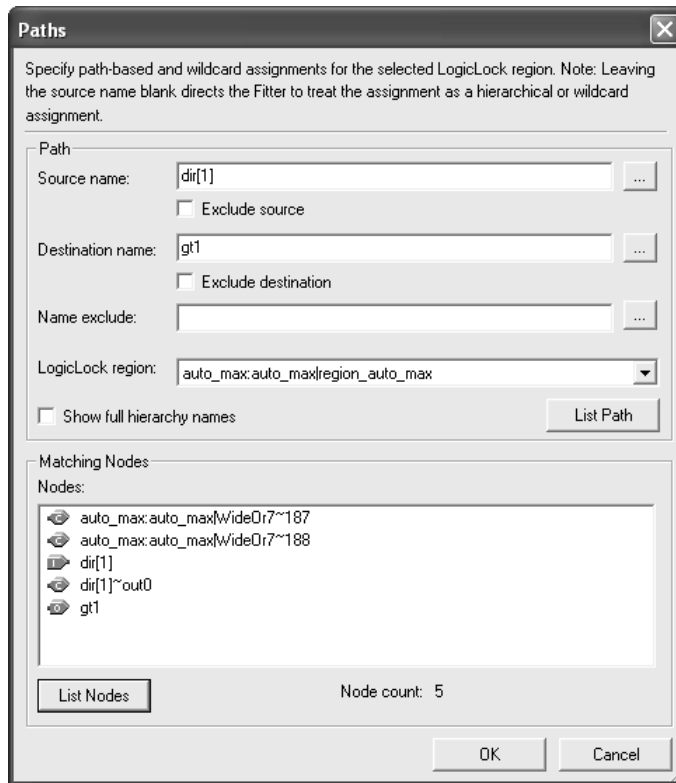 Paths
Specify path-based and wildcard assignments for the selected LogicLock region. Note: Leaving
the source name blank directs the Fitter to treat the assignment as a hierarchical or wildcard
assignment.
Path
Source name: dir[1] ...
Exclude source
Destination name: gt1 ...
Exclude destination
Name exclude: ...
LogicLock region: auto_max:auto_max|region_auto_max
Show full hierarchy names List Path
Matching Nodes
Nodes:
C auto_max:auto_max|WideOr7~187
C auto_max:auto_max|WideOr7~188
I dir[1]
C dir[1]~out0
O gt1
List Nodes Node count: 5
OK Cancel